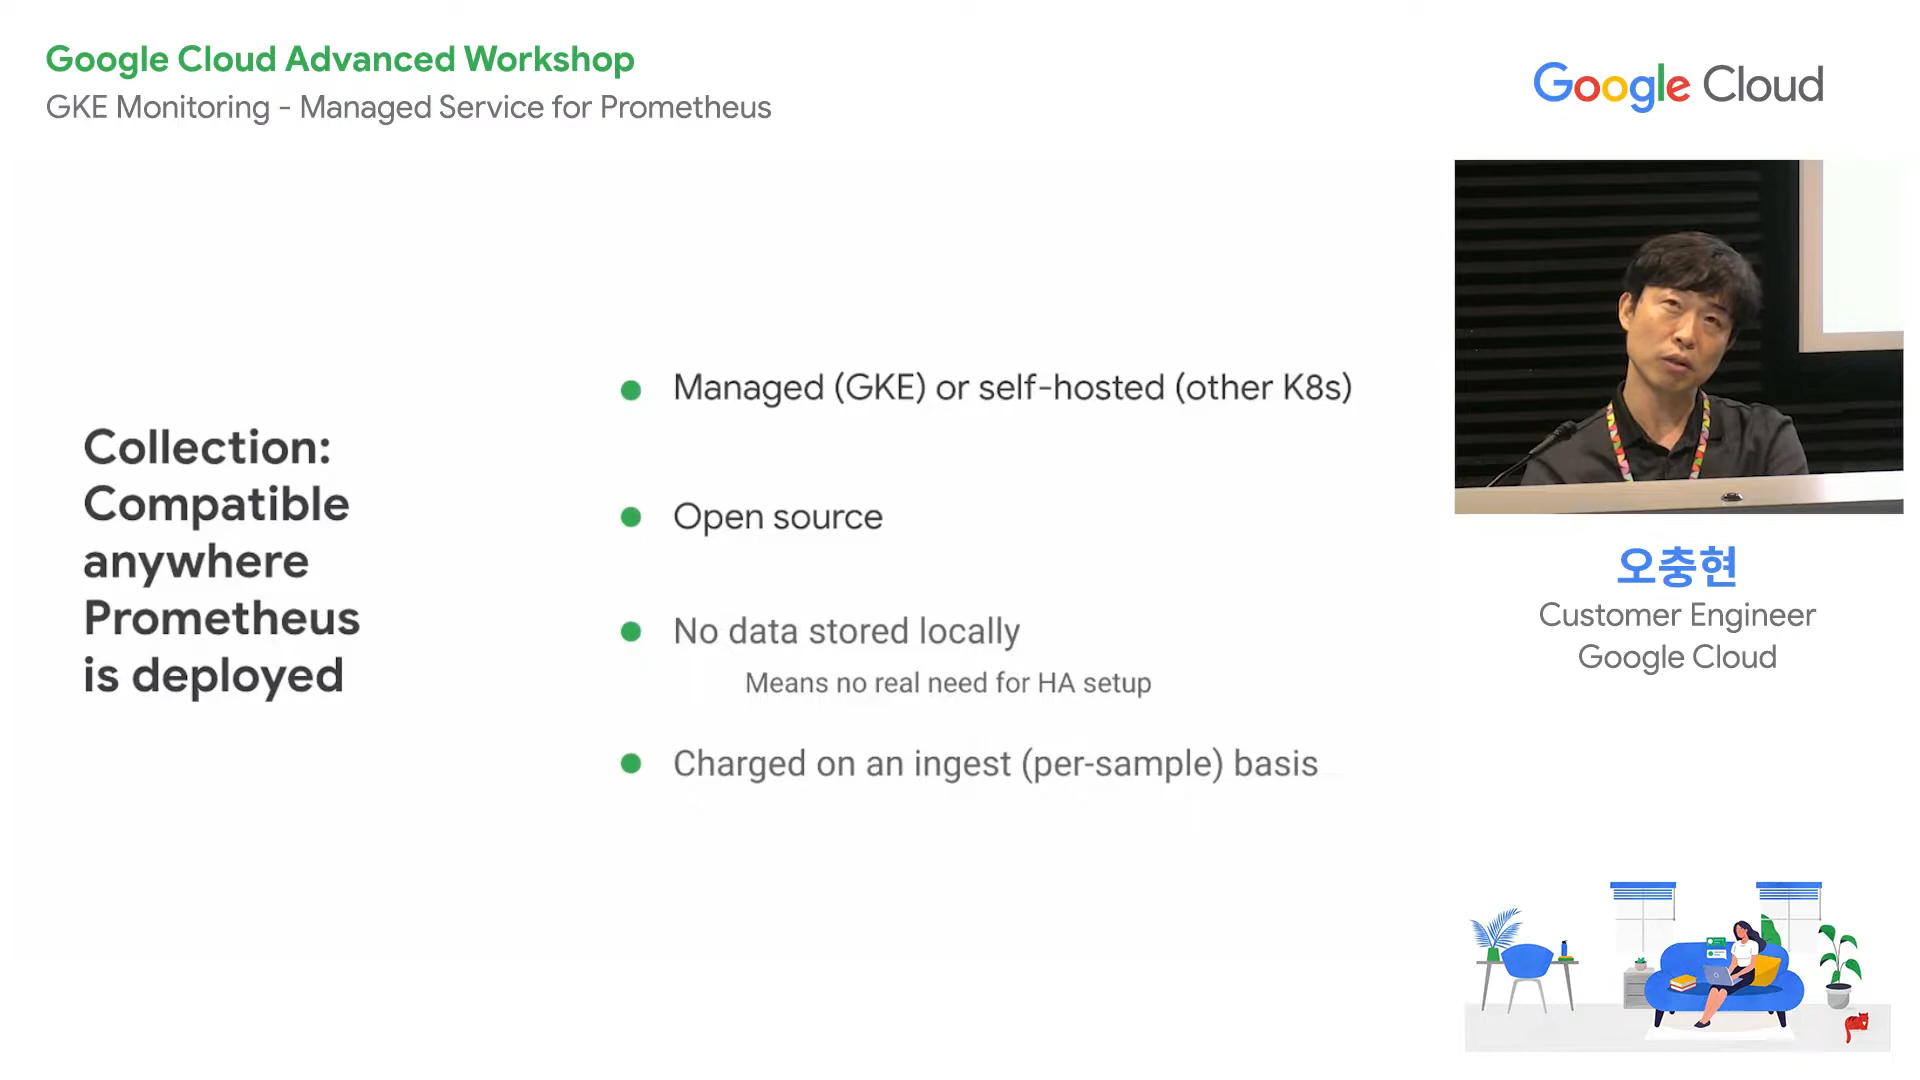 Google Cloud Advanced Workshop
GKE Monitoring - Managed Service for Prometheus
Google Cloud
Collection:
Compatible
anywhere
Prometheus
is deployed
Managed (GKE) or self-hosted (other K8s)
Open source
No data stored locally
Means no real need for HA setup
Charged on an ingest (per-sample) basis
오충현
Customer Engineer
Google Cloud